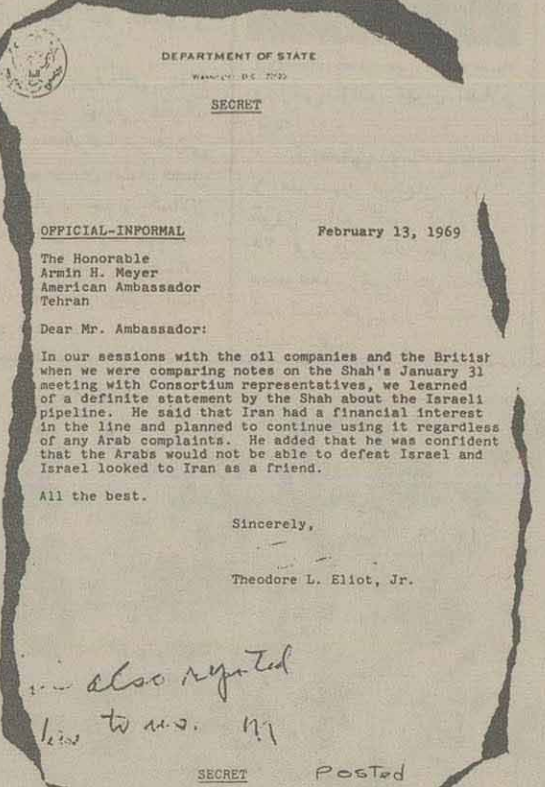 DEPARTMENT OF STATE
SECRET
OFFICIAL-INFORMAL
February 13, 1969
The Honorable
Armin H. Meyer
American Ambassador
Tehran
Dear Mr. Ambassador:
In our sessions with the oil companies and the British
when we were comparing notes on the Shah's January 31
meeting with Consortium representatives, we learned
of a definite statement by the Shah about the Israeli
pipeline. He said that Iran had a financial interest
in the line and planned to continue using it regardless
of any Arab complaints. He added that he was confident
that the Arabs would not be able to defeat Israel and
Israel looked to Iran as a friend.
All the best.
Sincerely,
Theodore L. Eliot, Jr.
also reported
to us. M
SECRET
Posted